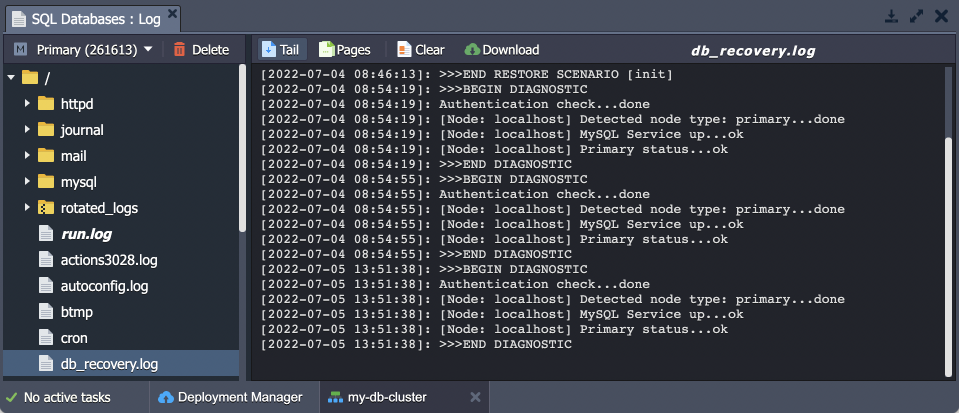 SQL Databases : Log
Primary (261613)
Delete
Tail
Pages
Clear
Download
db_recovery.log
/
httpd
journal
mail
mysql
rotated_logs
run.log
actions3028.log
autoconfig.log
btmp
cron
db_recovery.log
[2022-07-04 08:46:13]: >>>END RESTORE SCENARIO [init]
[2022-07-04 08:54:19]: >>>BEGIN DIAGNOSTIC
[2022-07-04 08:54:19]: Authentication check...done
[2022-07-04 08:54:19]: [Node: localhost] Detected node type: primary...done
[2022-07-04 08:54:19]: [Node: localhost] MySQL Service up...ok
[2022-07-04 08:54:19]: [Node: localhost] Primary status...ok
[2022-07-04 08:54:19]: >>>END DIAGNOSTIC
[2022-07-04 08:54:55]: >>>BEGIN DIAGNOSTIC
[2022-07-04 08:54:55]: Authentication check...done
[2022-07-04 08:54:55]: [Node: localhost] Detected node type: primary...done
[2022-07-04 08:54:55]: [Node: localhost] MySQL Service up...ok
[2022-07-04 08:54:55]: [Node: localhost] Primary status...ok
[2022-07-04 08:54:55]: >>>END DIAGNOSTIC
[2022-07-05 13:51:38]: >>>BEGIN DIAGNOSTIC
[2022-07-05 13:51:38]: Authentication check...done
[2022-07-05 13:51:38]: [Node: localhost] Detected node type: primary...done
[2022-07-05 13:51:38]: [Node: localhost] MySQL Service up...ok
[2022-07-05 13:51:38]: [Node: localhost] Primary status...ok
[2022-07-05 13:51:38]: >>>END DIAGNOSTIC
No active tasks
Deployment Manager
my-db-cluster